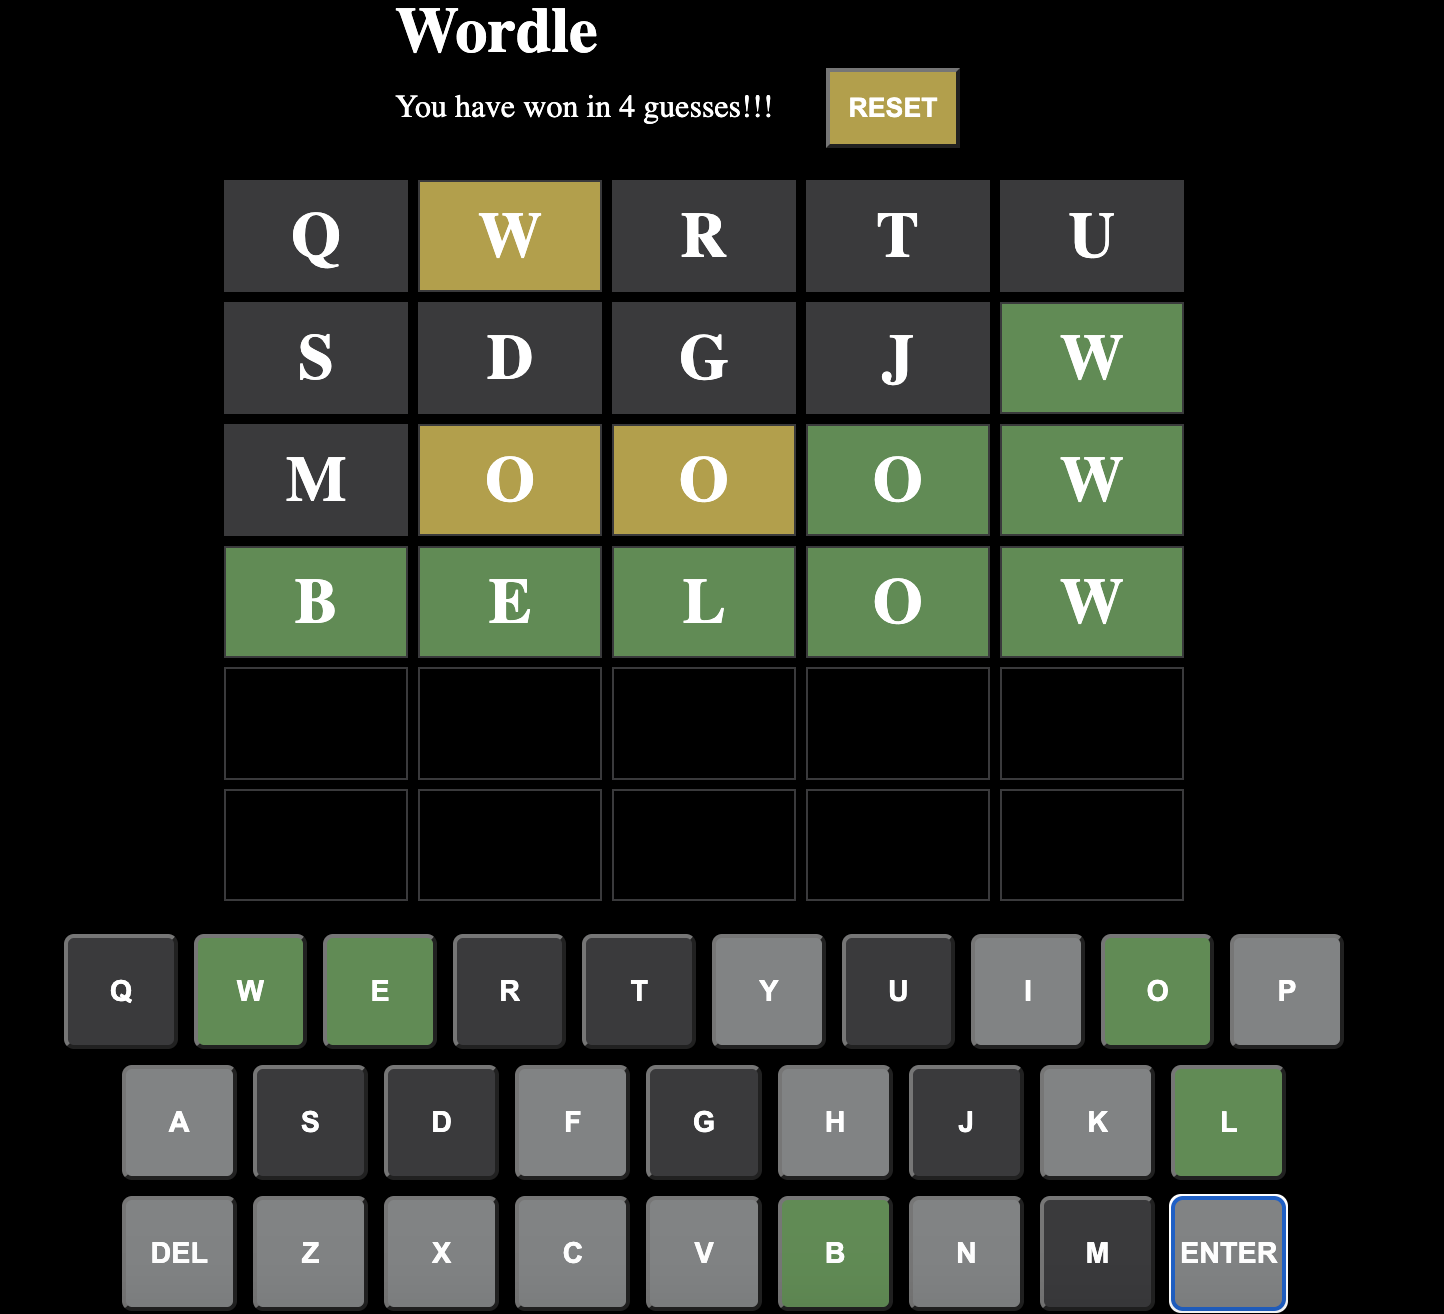 Wordle
You have won in 4 guesses!!! RESET
Q W R T U
S D G J W
M O O O W
B E L O W
Q W E R T Y U I O P
A S D F G H J K L
DEL Z X C V B N M ENTER